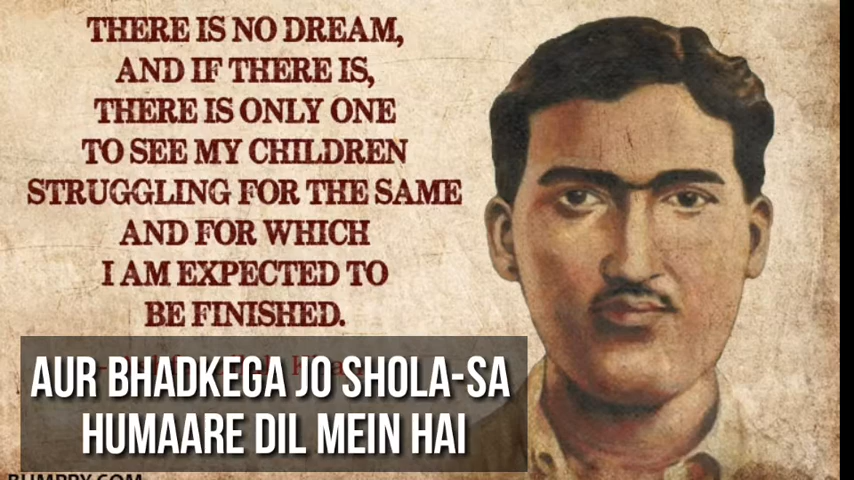 THERE IS NO DREAM,
AND IF THERE IS,
THERE IS ONLY ONE
TO SEE MY CHILDREN
STRUGGLING FOR THE SAME
AND FOR WHICH
I AM EXPECTED TO
BE FINISHED.
AUR BHADKEGA JO SHOLA-SA
HUMAARE DIL MEIN HAI